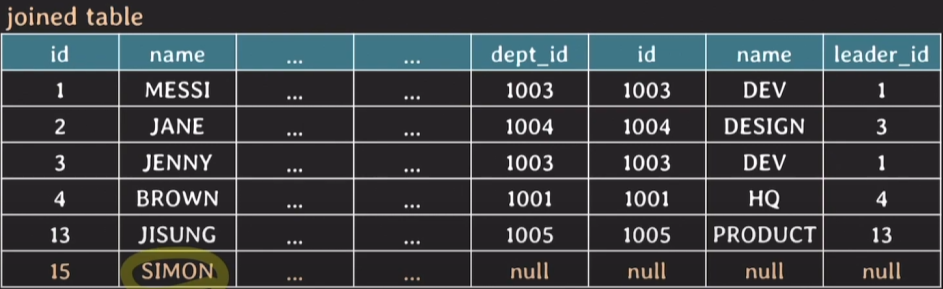 joined table
id name ... ... dept_id id name leader_id
1 MESSI ... ... 1003 1003 DEV 1
2 JANE ... ... 1004 1004 DESIGN 3
3 JENNY ... ... 1003 1003 DEV 1
4 BROWN ... ... 1001 1001 HQ 4
13 JISUNG ... ... 1005 1005 PRODUCT 13
15 SIMON ... ... null null null null